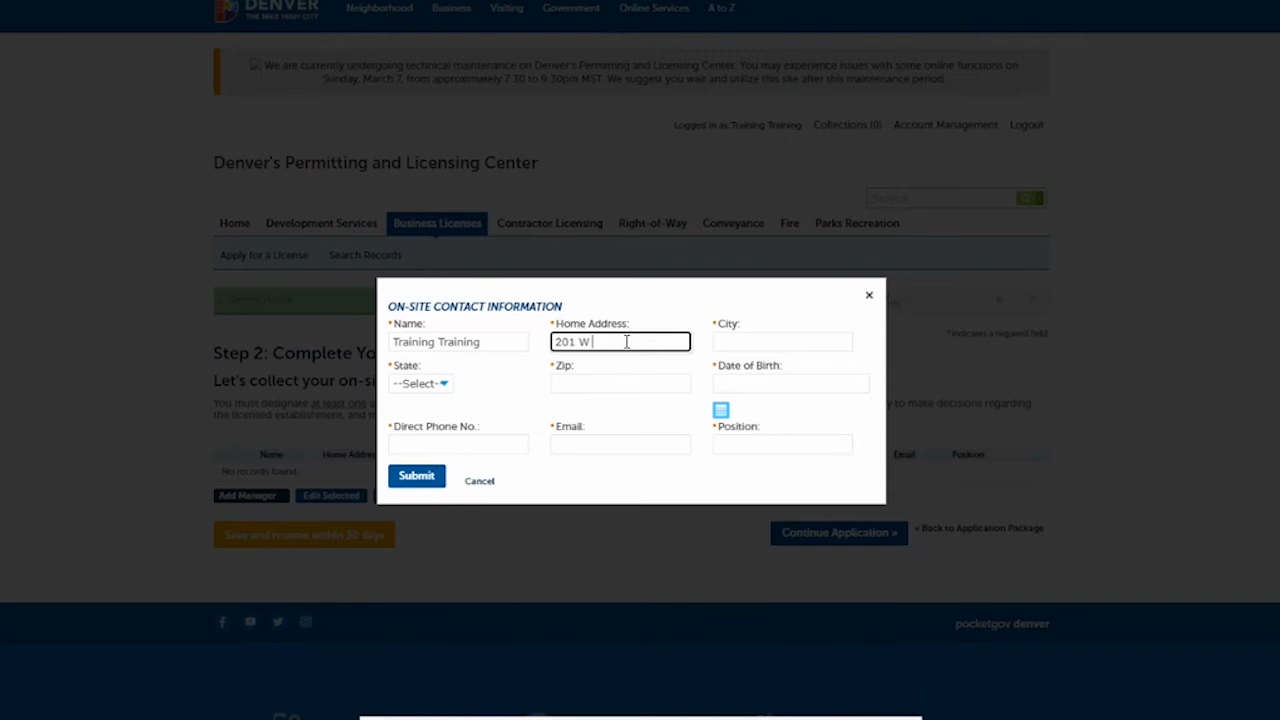 DENVER
THE MILE HIGH CITY
Neighborhood Business Visiting Government Online Services A to Z
We are currently undergoing technical maintenance on Denver's Permitting and Licensing Center. You may experience issues with some online functions on
Sunday, March 7, from approximately 7:30 to 9:30pm MST. We suggest you wait and utilize this site after this maintenance period.
Logged in as: Training Training Collections (0) Account Management Logout
Denver's Permitting and Licensing Center
Search...
Home Development Services Business Licenses Contractor Licensing Right-of-Way Conveyance Fire Parks Recreation
Apply for a License Search Records
ON-SITE CONTACT INFORMATION
* Name: * Home Address: * City:
Training Training 201 W
* indicates a required field
* State: * Zip: * Date of Birth:
--Select--
Step 2: Complete Yo
Let's collect your on-si
You must designate at least one a y to make decisions regarding
the licensed establishment, and m
* Direct Phone No.: * Email: * Position:
Name Home Addre Email Position
No records found.
Submit Cancel
Add Manager Edit Selected
Save and resume within 30 days Continue Application » « Back to Application Package
pocketgov denver